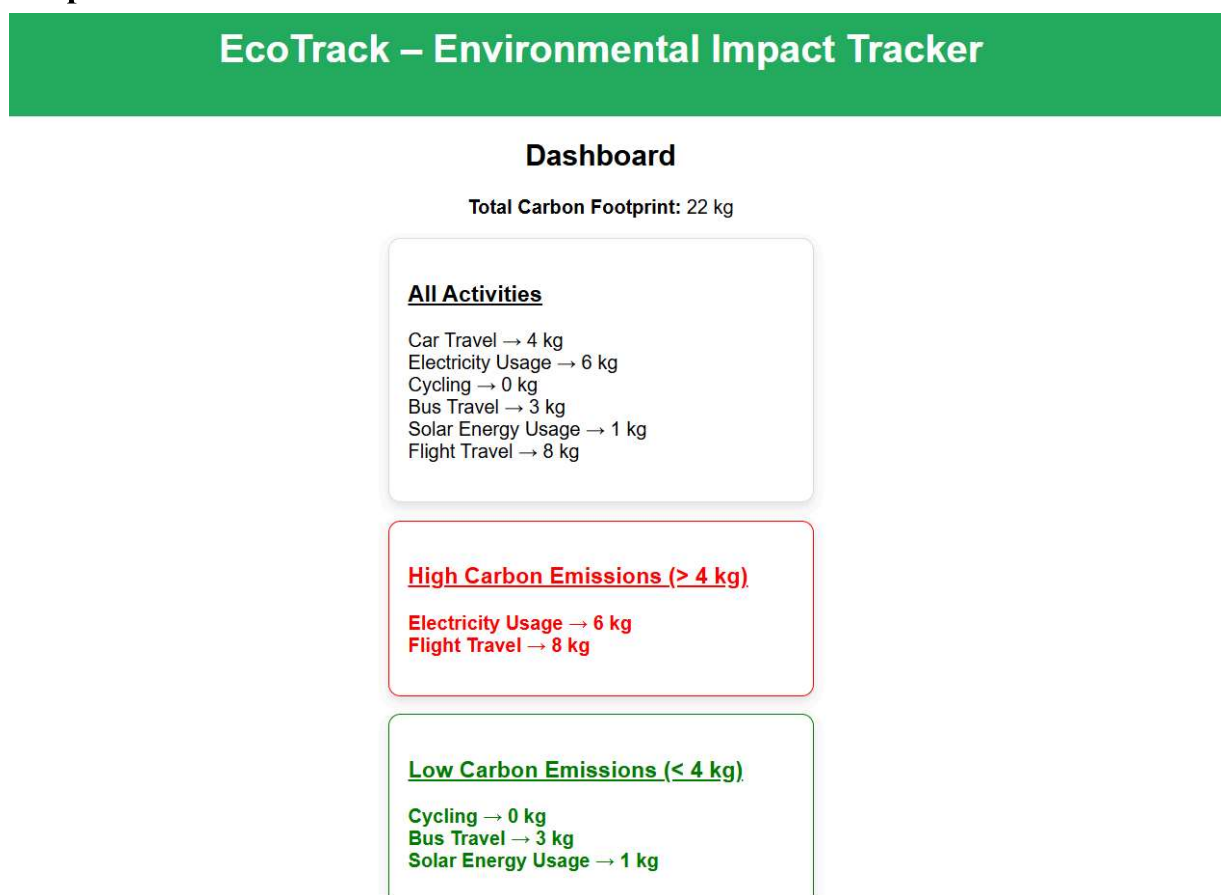 EcoTrack – Environmental Impact Tracker
Dashboard
Total Carbon Footprint: 22 kg
All Activities
Car Travel → 4 kg
Electricity Usage → 6 kg
Cycling → 0 kg
Bus Travel → 3 kg
Solar Energy Usage → 1 kg
Flight Travel → 8 kg
High Carbon Emissions (> 4 kg)
Electricity Usage → 6 kg
Flight Travel → 8 kg
Low Carbon Emissions (< 4 kg)
Cycling → 0 kg
Bus Travel → 3 kg
Solar Energy Usage → 1 kg